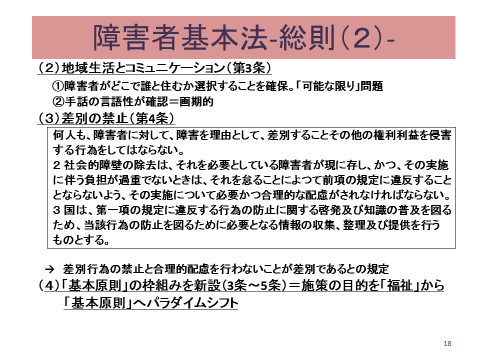 障害者基本法-総則（2）-
（2）地域生活とコミュニケーション（第3条）
①障害者がどこで誰と住むか選択することを確保。「可能な限り」問題
②手話の言語性が確認＝画期的
（3）差別の禁止（第4条）
何人も、障害者に対して、障害を理由として、差別することその他の権利利益を侵害
する行為をしてはならない。
2 社会的障壁の除去は、それを必要としている障害者が現に存し、かつ、その実施
に伴う負担が過重でないときは、それを怠ることによつて前項の規定に違反すること
とならないよう、その実施について必要かつ合理的な配慮がされなければならない。
3 国は、第一項の規定に違反する行為の防止に関する啓発及び知識の普及を図る
ため、当該行為の防止を図るために必要となる情報の収集、整理及び提供を行う
ものとする。
→ 差別行為の禁止と合理的配慮を行わないことが差別であるとの規定
（4）「基本原則」の枠組みを新設（3条～5条）＝施策の目的を「福祉」から
「基本原則」へパラダイムシフト
18